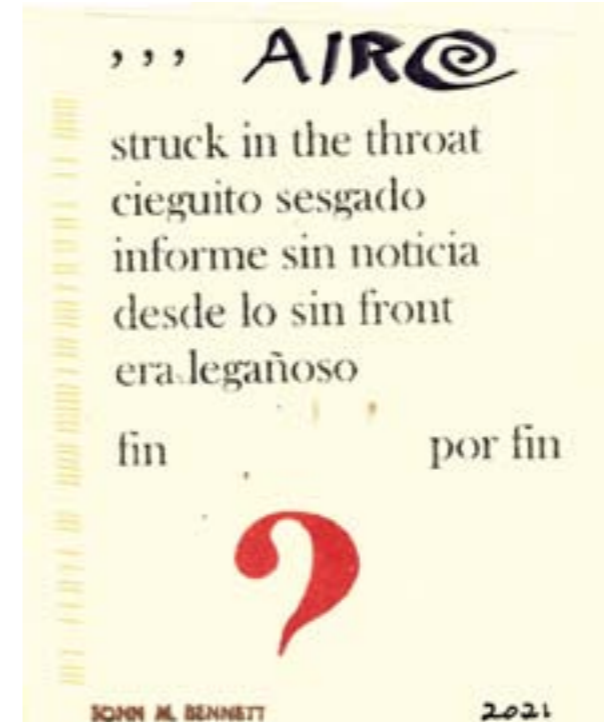 , , , AIRE
struck in the throat
cieguito sesgado
informe sin noticia
desde lo sin front
era legañoso
fin por fin
?
JOHN M. BENNETT 2021